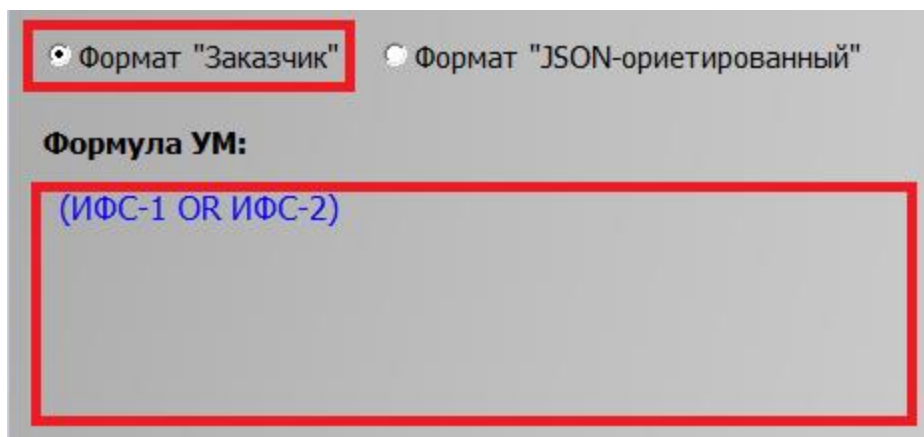 Формат "Заказчик" Формат "JSON-ориетированный"
Формула УМ:
(ИФС-1 OR ИФС-2)